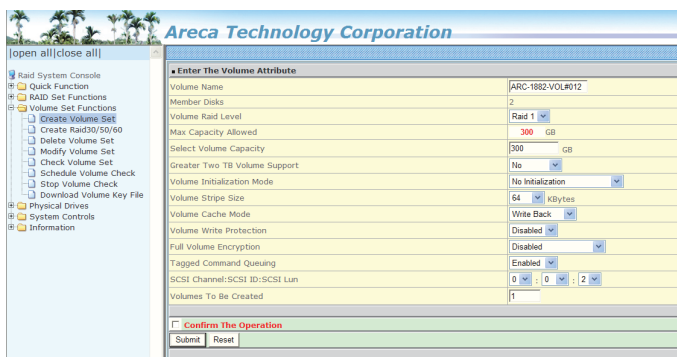 Areca Technology Corporation
|open all|close all|
Raid System Console
Quick Function
RAID Set Functions
Volume Set Functions
Create Volume Set
Create Raid30/50/60
Delete Volume Set
Modify Volume Set
Check Volume Set
Schedule Volume Check
Stop Volume Check
Download Volume Key File
Physical Drives
System Controls
Information
Enter The Volume Attribute
Volume Name ARC-1882-VOL#012
Member Disks 2
Volume Raid Level Raid 1
Max Capacity Allowed 300 GB
Select Volume Capacity 300 GB
Greater Two TB Volume Support No
Volume Initialization Mode No Initialization
Volume Stripe Size 64 KBytes
Volume Cache Mode Write Back
Volume Write Protection Disabled
Full Volume Encryption Disabled
Tagged Command Queuing Enabled
SCSI Channel:SCSI ID:SCSI Lun 0 : 0 : 2
Volumes To Be Created 1
Confirm The Operation
Submit Reset